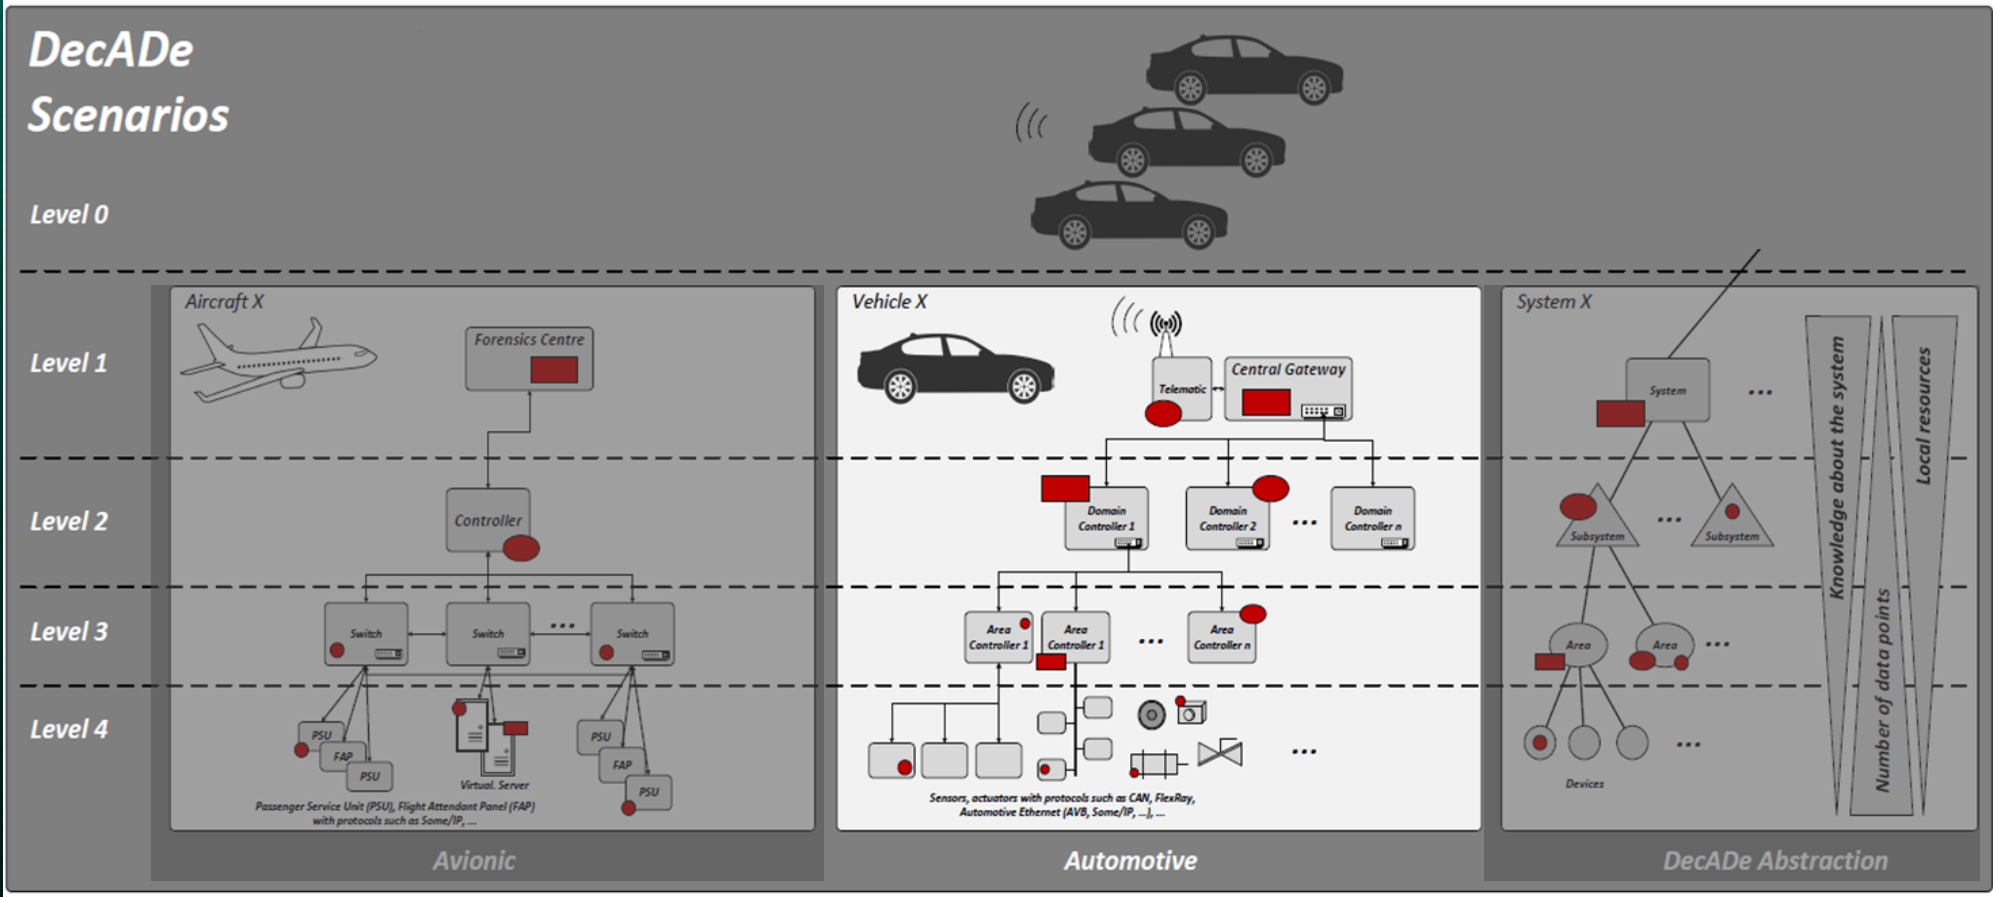 DecADe
Scenarios
Level 0
Level 1
Level 2
Level 3
Level 4
Aircraft X
Forensics Centre
Controller
Switch
Switch
...
Switch
PSU
FAP
PSU
Virtual. Server
PSU
FAP
PSU
Passenger Service Unit (PSU), Flight Attendant Panel (FAP)
with protocols such as Some/IP, ...
Avionic
Vehicle X
Telematic
Central Gateway
Domain
Controller 1
Domain
Controller 2
...
Domain
Controller n
Area
Controller 1
Area
Controller 1
...
Area
Controller n
...
Sensors, actuators with protocols such as CAN, FlexRay,
Automotive Ethernet (AVB, Some/IP, ...), ...
Automotive
System X
System
...
Subsystem
...
Subsystem
Area
Area
...
...
Devices
Knowledge about the system
Number of data points
Local resources
DecADe Abstraction